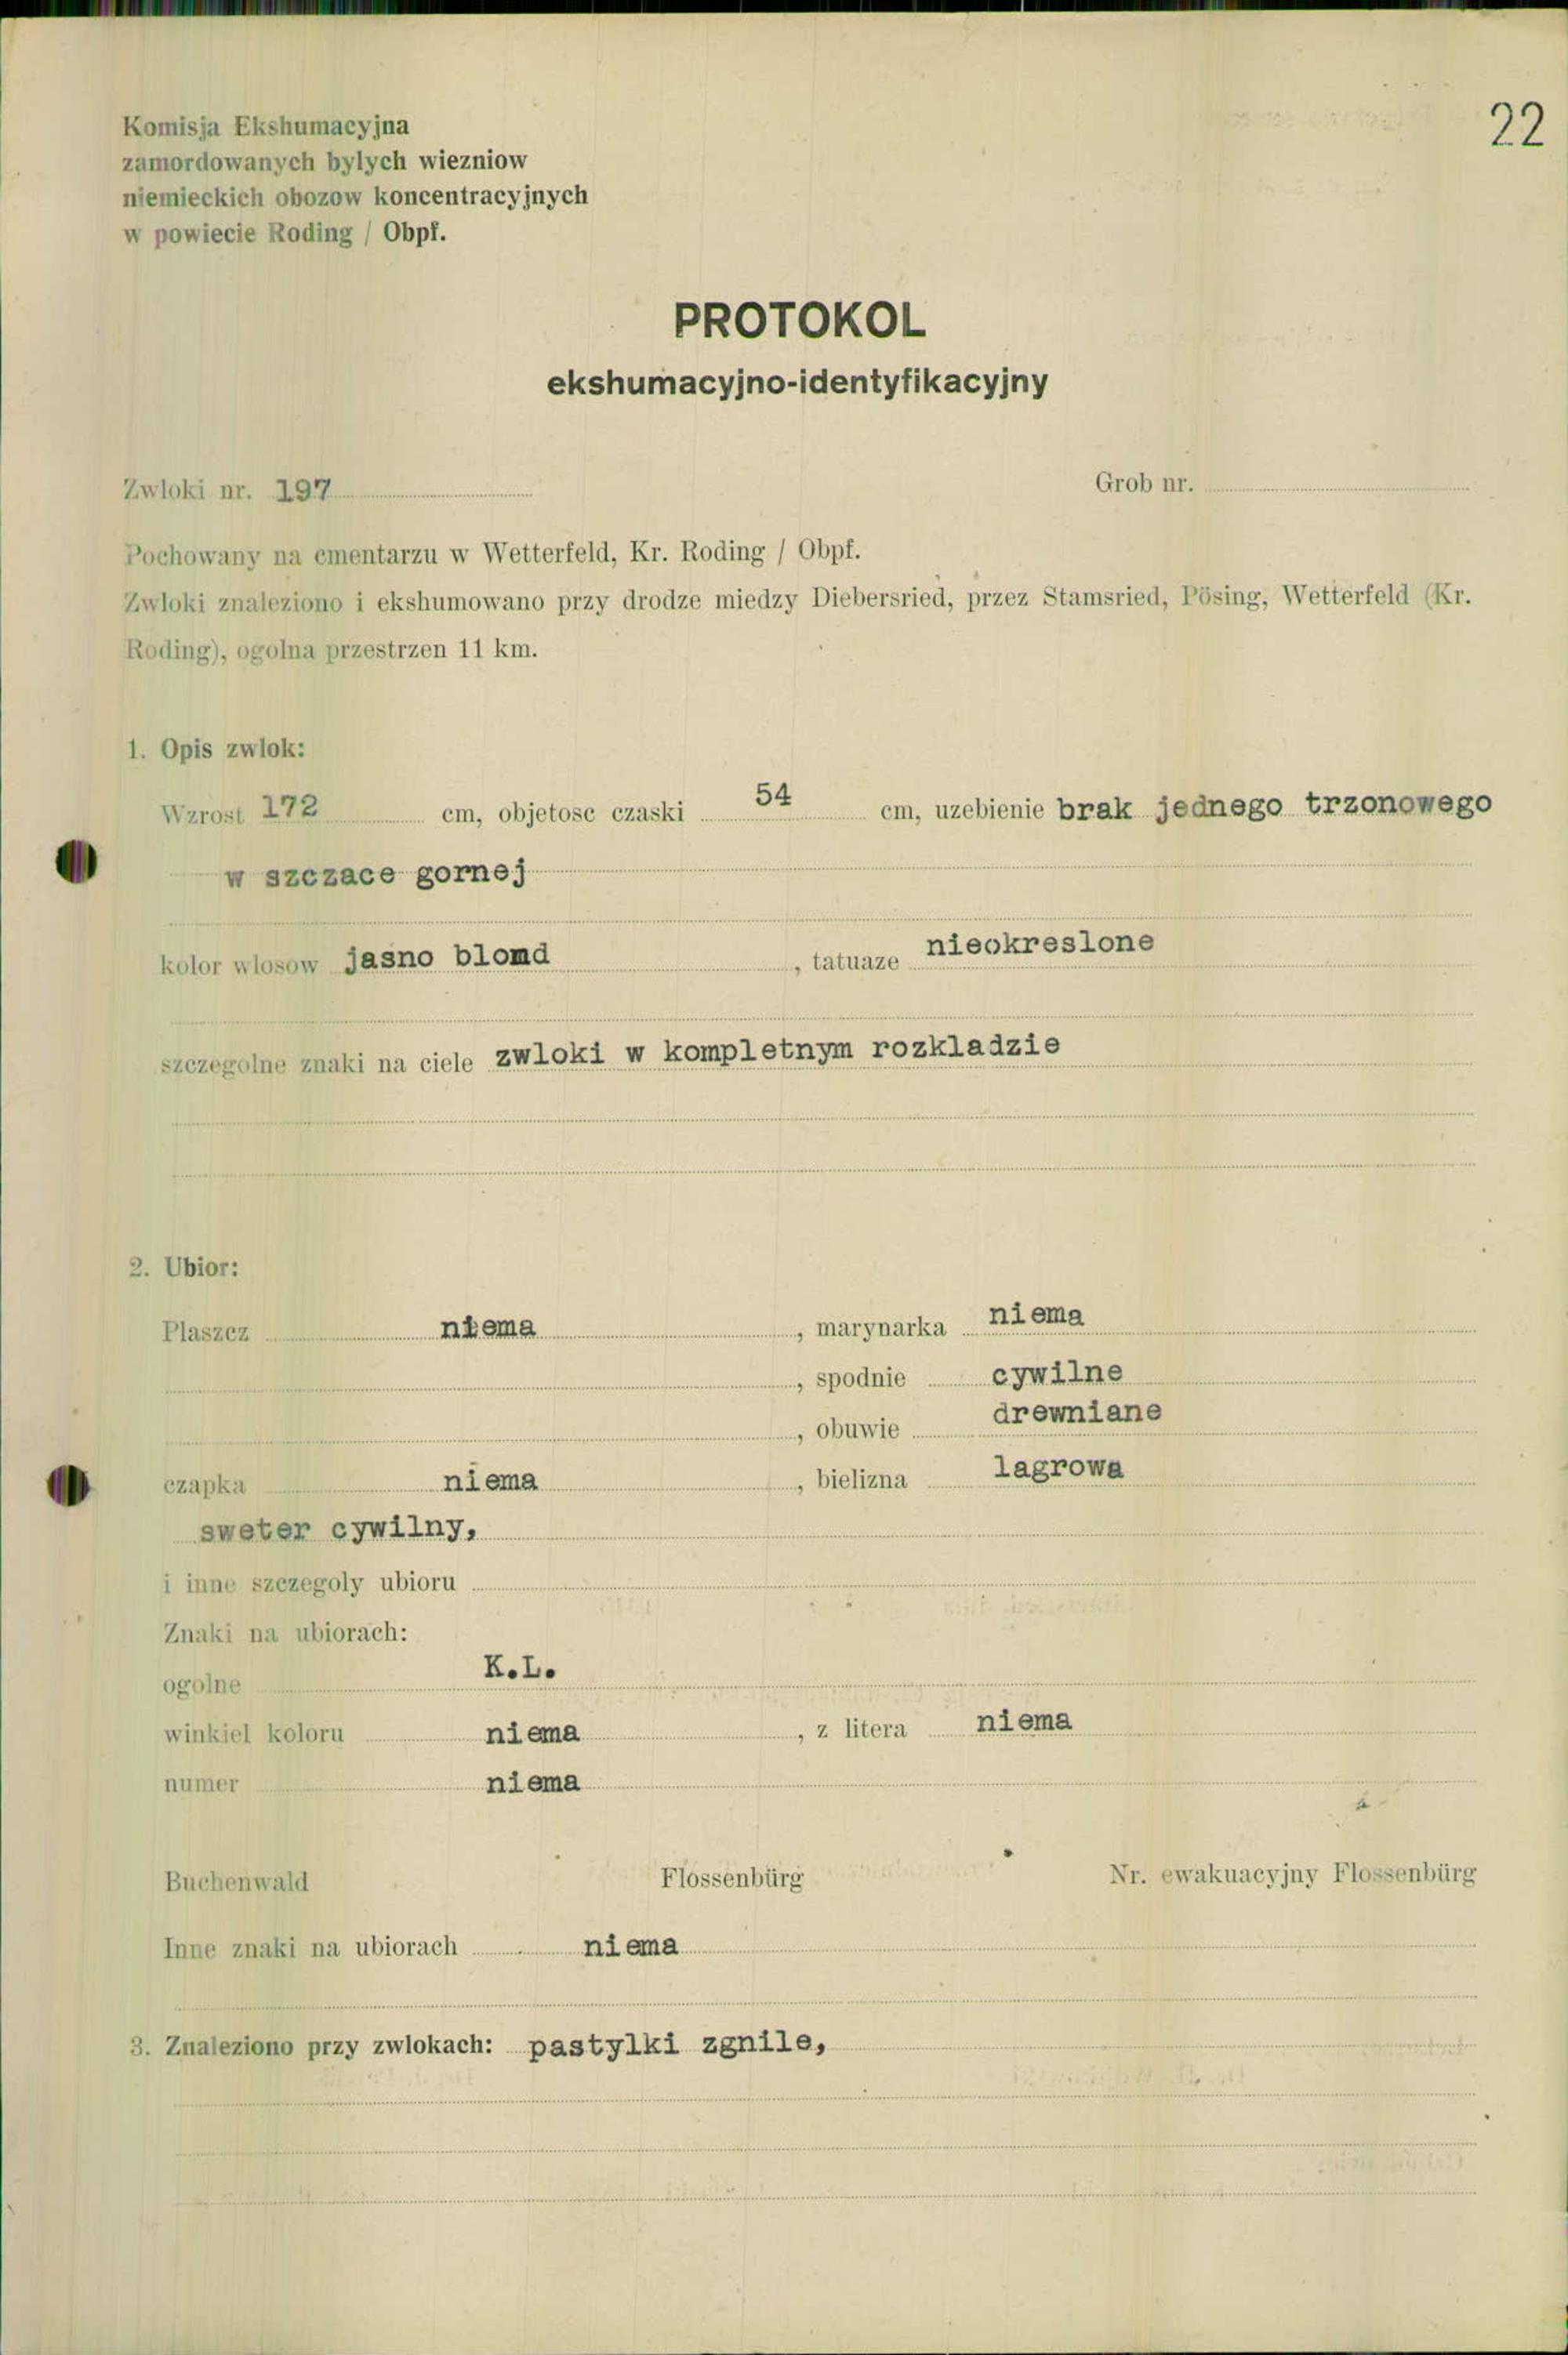 22
Komisja Ekshumacyjna
zamordowanych bylych wiezniow
niemieckich obozow koncentracyjnych
w powiecie Roding / Obpf.
PROTOKOL
ekshumacyjno-identyfikacyjny
Zwloki nr. 197 Grob nr.
Pochowany na cmentarzu w Wetterfeld, Kr. Roding / Obpf.
Zwloki znaleziono i ekshumowano przy drodze miedzy Diebersried, przez Stamsried, Pösing, Wetterfeld (Kr.
Roding), ogolna przestrzen 11 km.
1. Opis zwlok:
Wzrost 172 cm, objetosc czaski 54 cm, uzebienie brak jednego trzonowego
w szczace gornej
kolor wlosow jasno blond , tatuaze nieokreslone
szczegolne znaki na ciele zwloki w kompletnym rozkladzie
2. Ubior:
Plaszcz niema , marynarka niema
, spodnie cywilne
, obuwie drewniane
czapka niema , bielizna lagrowa
sweter cywilny,
i inne szczegoly ubioru
Znaki na ubiorach:
ogolne K.L.
winkiel koloru niema , z litera niema
numer niema
Buchenwald Flossenbürg Nr. ewakuacyjny Flossenbürg
Inne znaki na ubiorach niema
3. Znaleziono przy zwlokach: pastylki zgnile,